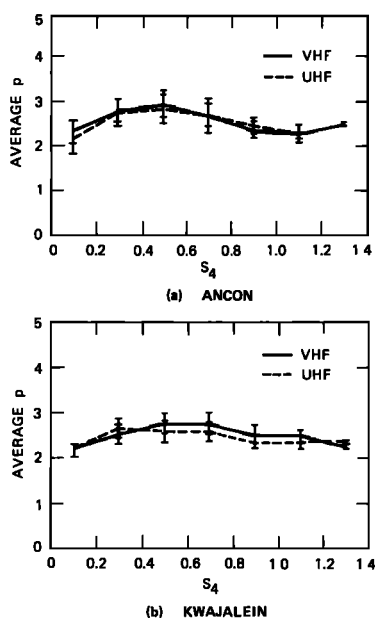 5
4
3
2
1
0
AVERAGE p
VHF
UHF
0 0.2 0.4 0.6 0.8 1.0 1.2 1 4
S4
(a) ANCON
5
4
3
2
1
0
AVERAGE p
VHF
UHF
0 0.2 0.4 0.6 0.8 1 0 1.2 1 4
S4
(b) KWAJALEIN